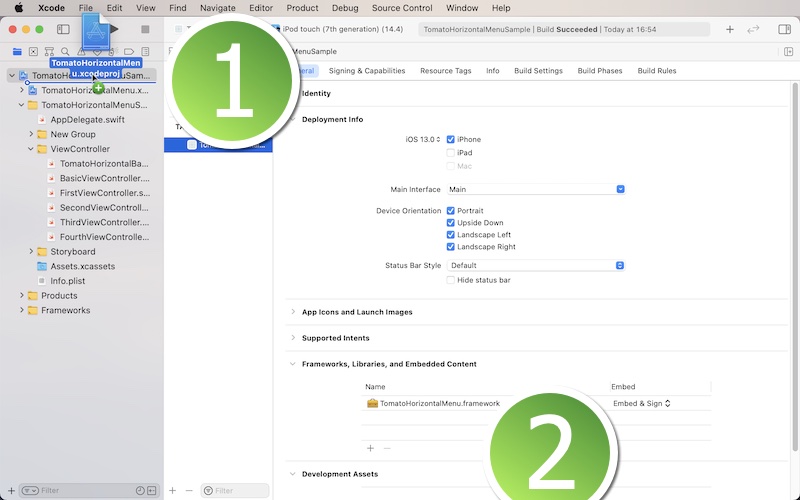 Xcode File Edit View Find Navigate Editor Product Debug Source Control Window Help
iPod touch (7th generation) (14.4)
TomatoHorizontalMenuSample | Build Succeeded | Today at 16:54
TomatoHorizontalMen
u.xcodeproj
MenuSample
Signing & Capabilities Resource Tags Info Build Settings Build Phases Build Rules
1
TomatoHorizontalMenu.x...
TomatoHorizontalMenuS...
AppDelegate.swift
New Group
ViewController
TomatoHorizontalBa...
BasicViewController....
FirstViewController.s...
SecondViewControll...
ThirdViewController....
FourthViewControlle...
Storyboard
Assets.xcassets
Info.plist
Products
Frameworks
Filter
Filter
Identity
Deployment Info
iOS 13.0 iPhone
iPad
Mac
Main Interface Main
Device Orientation Portrait
Upside Down
Landscape Left
Landscape Right
Status Bar Style Default
Hide status bar
App Icons and Launch Images
Supported Intents
Frameworks, Libraries, and Embedded Content
Name Embed
TomatoHorizontalMenu.framework Embed & Sign
2
Development Assets